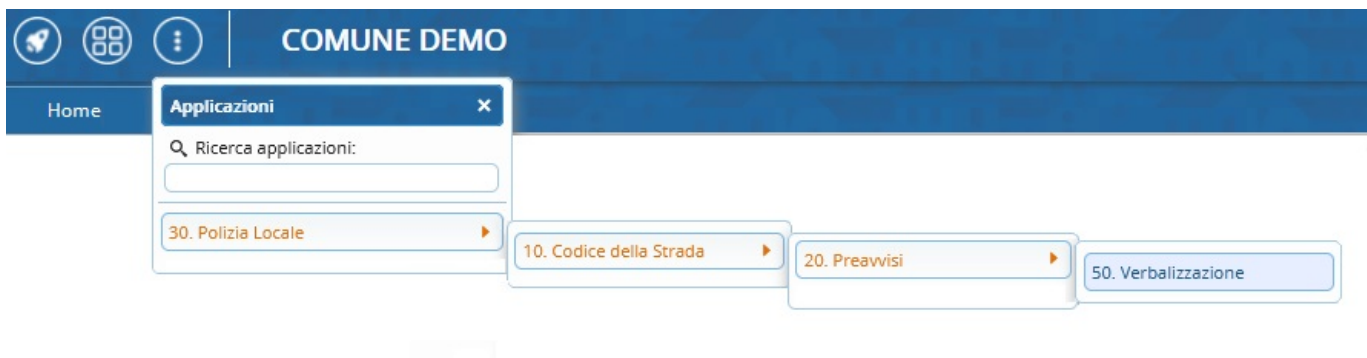 COMUNE DEMO
Home
Applicazioni
Ricerca applicazioni:
30. Polizia Locale
10. Codice della Strada
20. Preavvisi
50. Verbalizzazione